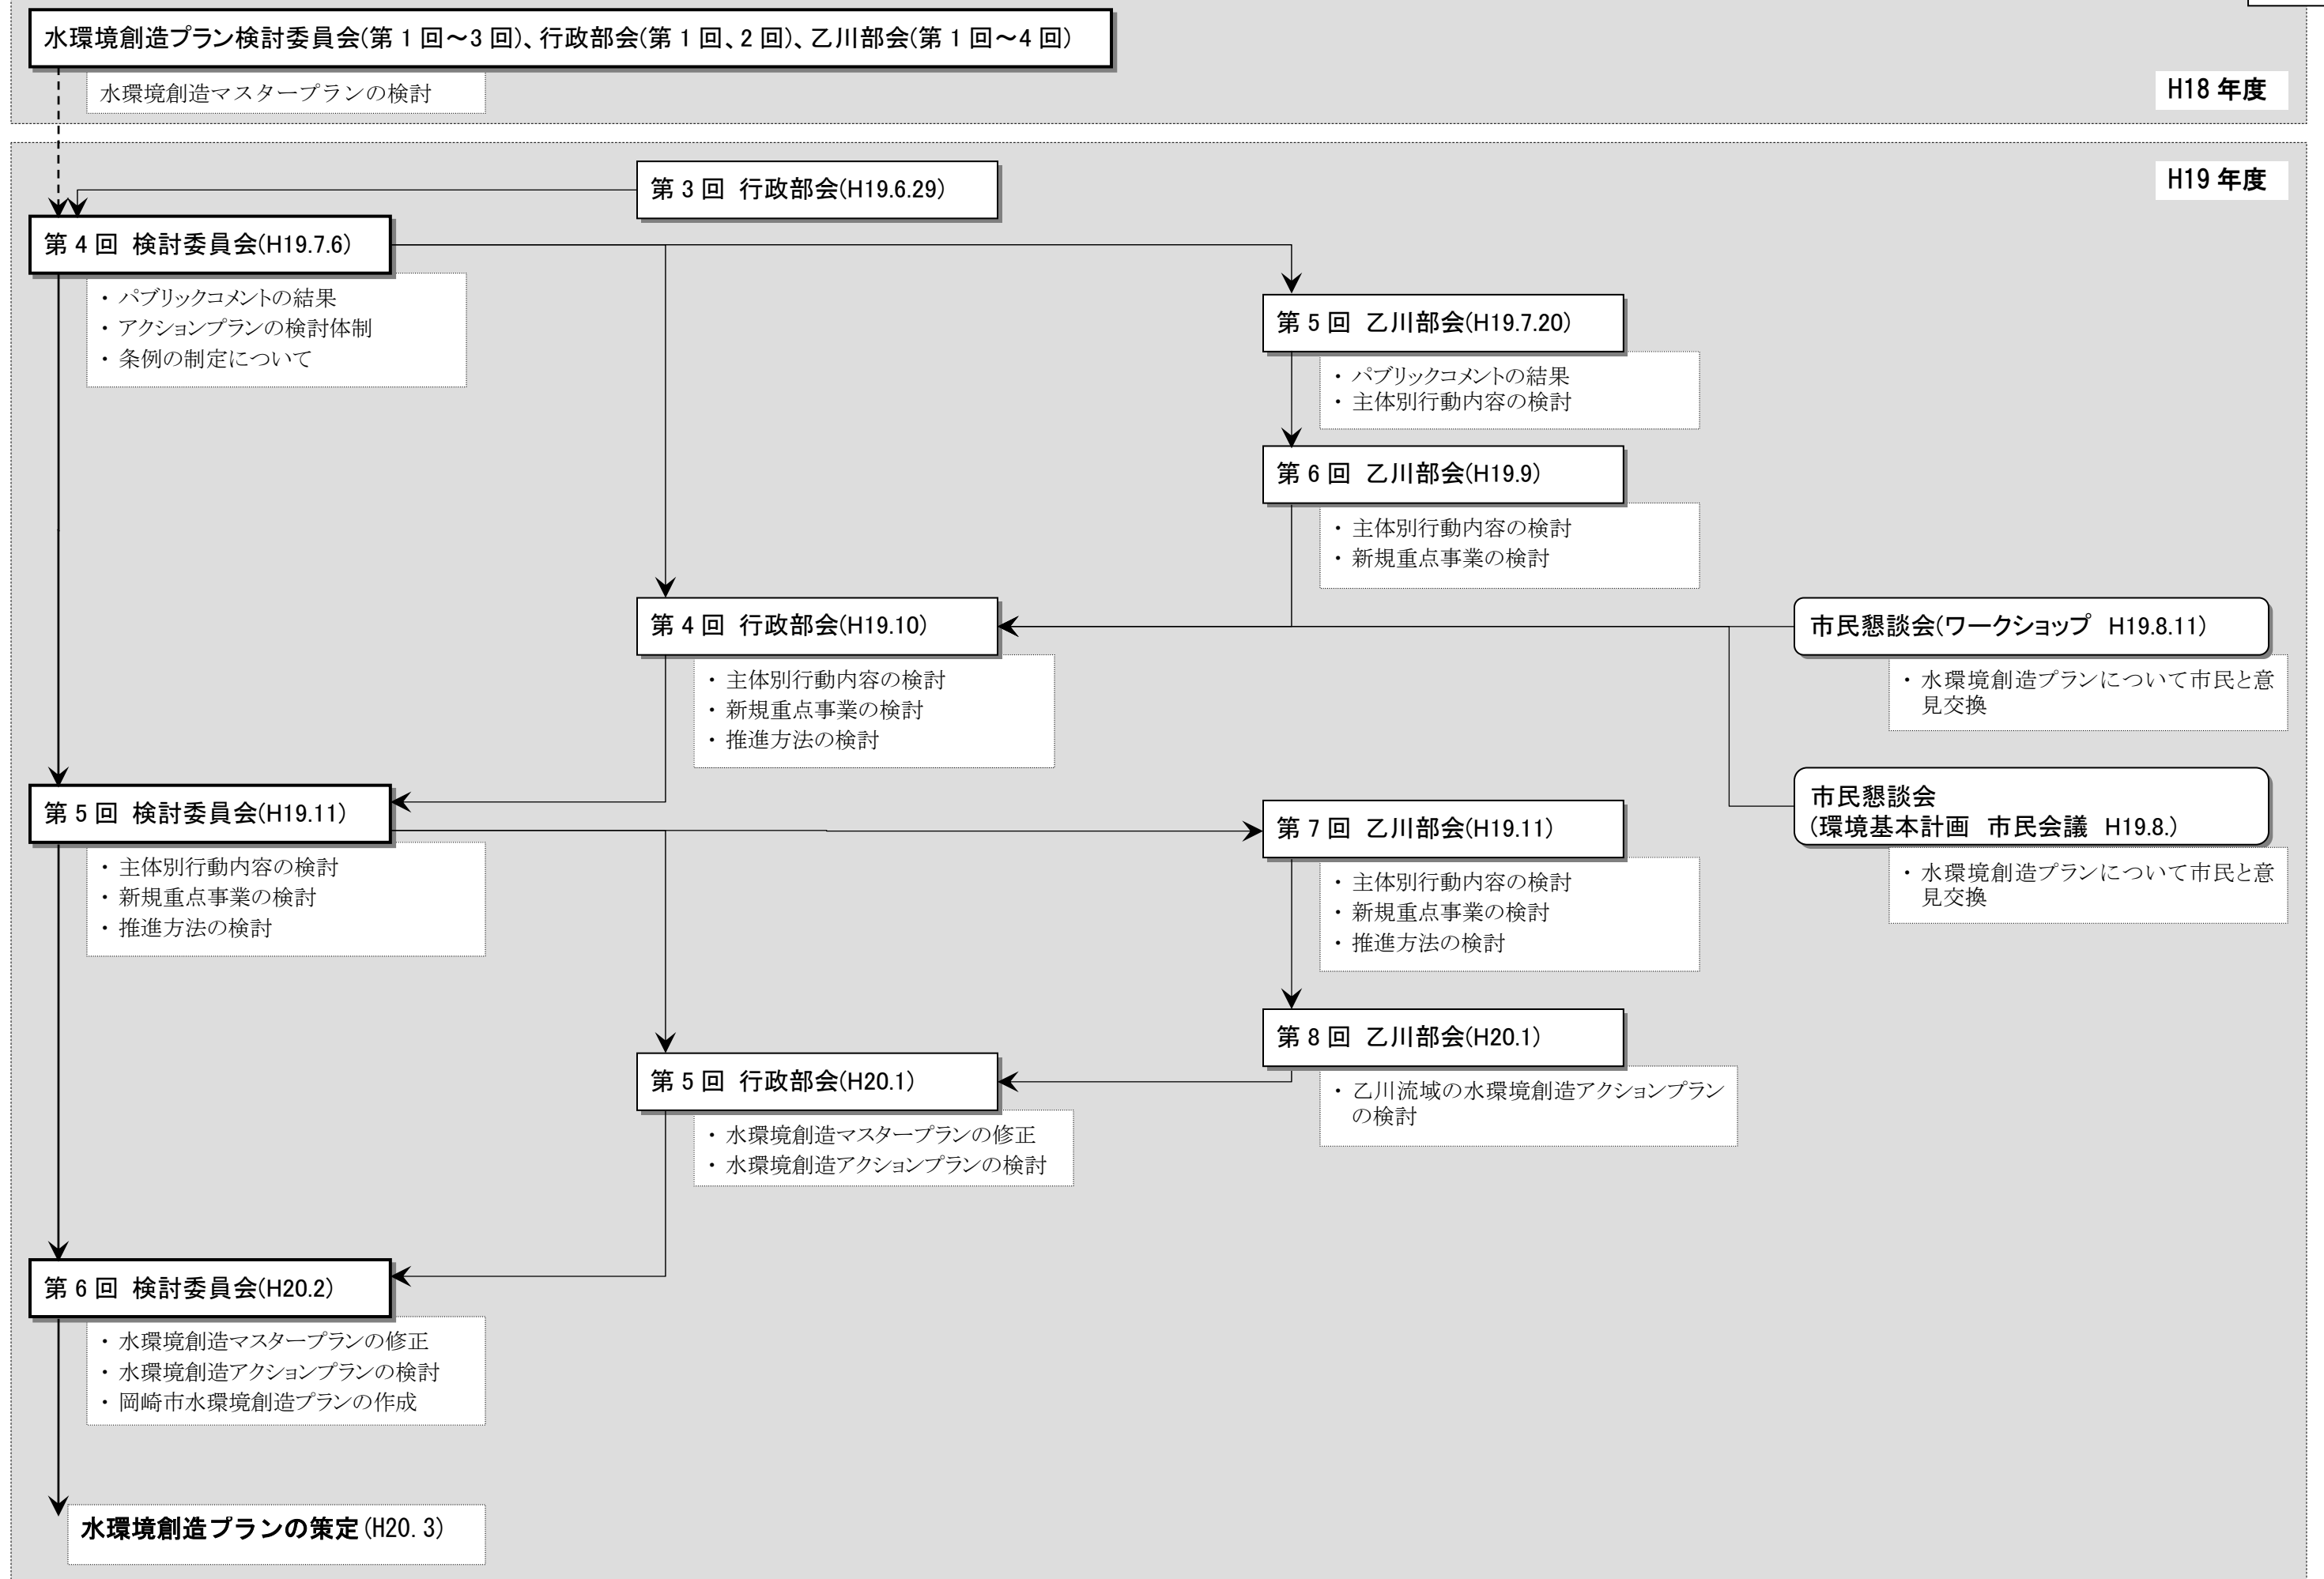 水環境創造プラン検討委員会(第 1 回～3 回)、行政部会(第 1 回、2 回)、乙川部会(第 1 回～4 回)
水環境創造マスタープランの検討
H18 年度
H19 年度
第 3 回 行政部会(H19.6.29)
第 4 回 検討委員会(H19.7.6)
・ パブリックコメントの結果
・ アクションプランの検討体制
・ 条例の制定について
第 5 回 乙川部会(H19.7.20)
・ パブリックコメントの結果
・ 主体別行動内容の検討
第 6 回 乙川部会(H19.9)
・ 主体別行動内容の検討
・ 新規重点事業の検討
第 4 回 行政部会(H19.10)
・ 主体別行動内容の検討
・ 新規重点事業の検討
・ 推進方法の検討
市民懇談会(ワークショップ H19.8.11)
・ 水環境創造プランについて市民と意
見交換
市民懇談会
(環境基本計画 市民会議 H19.8.)
・ 水環境創造プランについて市民と意
見交換
第 5 回 検討委員会(H19.11)
・ 主体別行動内容の検討
・ 新規重点事業の検討
・ 推進方法の検討
第 7 回 乙川部会(H19.11)
・ 主体別行動内容の検討
・ 新規重点事業の検討
・ 推進方法の検討
第 8 回 乙川部会(H20.1)
・ 乙川流域の水環境創造アクションプラン
の検討
第 5 回 行政部会(H20.1)
・ 水環境創造マスタープランの修正
・ 水環境創造アクションプランの検討
第 6 回 検討委員会(H20.2)
・ 水環境創造マスタープランの修正
・ 水環境創造アクションプランの検討
・ 岡崎市水環境創造プランの作成
水環境創造プランの策定(H20.3)